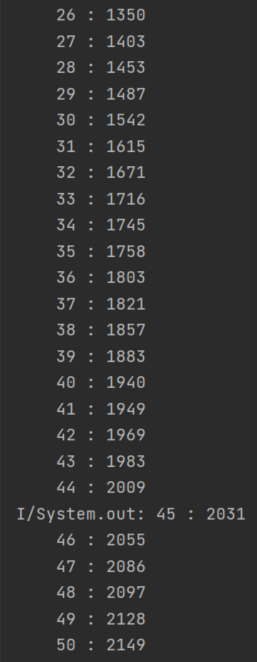 26 : 1350
27 : 1403
28 : 1453
29 : 1487
30 : 1542
31 : 1615
32 : 1671
33 : 1716
34 : 1745
35 : 1758
36 : 1803
37 : 1821
38 : 1857
39 : 1883
40 : 1940
41 : 1949
42 : 1969
43 : 1983
44 : 2009
I/System.out: 45 : 2031
46 : 2055
47 : 2086
48 : 2097
49 : 2128
50 : 2149